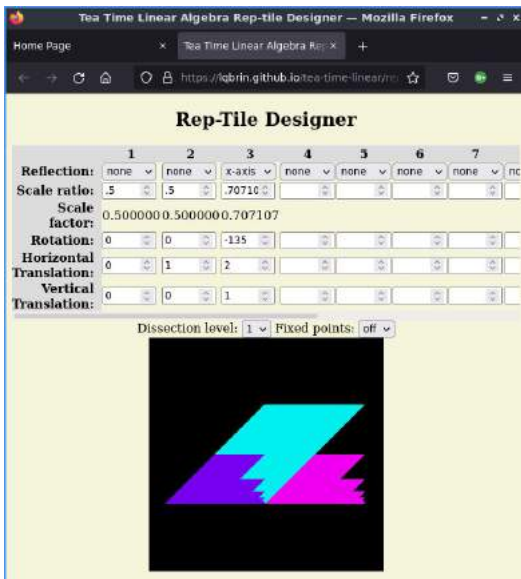 Tea Time Linear Algebra Rep-tile Designer — Mozilla Firefox
Home Page × Tea Time Linear Algebra Rep × +
https://lqbrin.github.io/tea-time-linear/re
Rep-Tile Designer
1 2 3 4 5 6 7
Reflection: none none x-axis none none none none nc
Scale ratio: .5 .5 .70710
Scale factor: 0.500000 0.500000 0.707107
Rotation: 0 0 -135
Horizontal Translation: 0 1 2
Vertical Translation: 0 0 1
Dissection level: 1 Fixed points: off